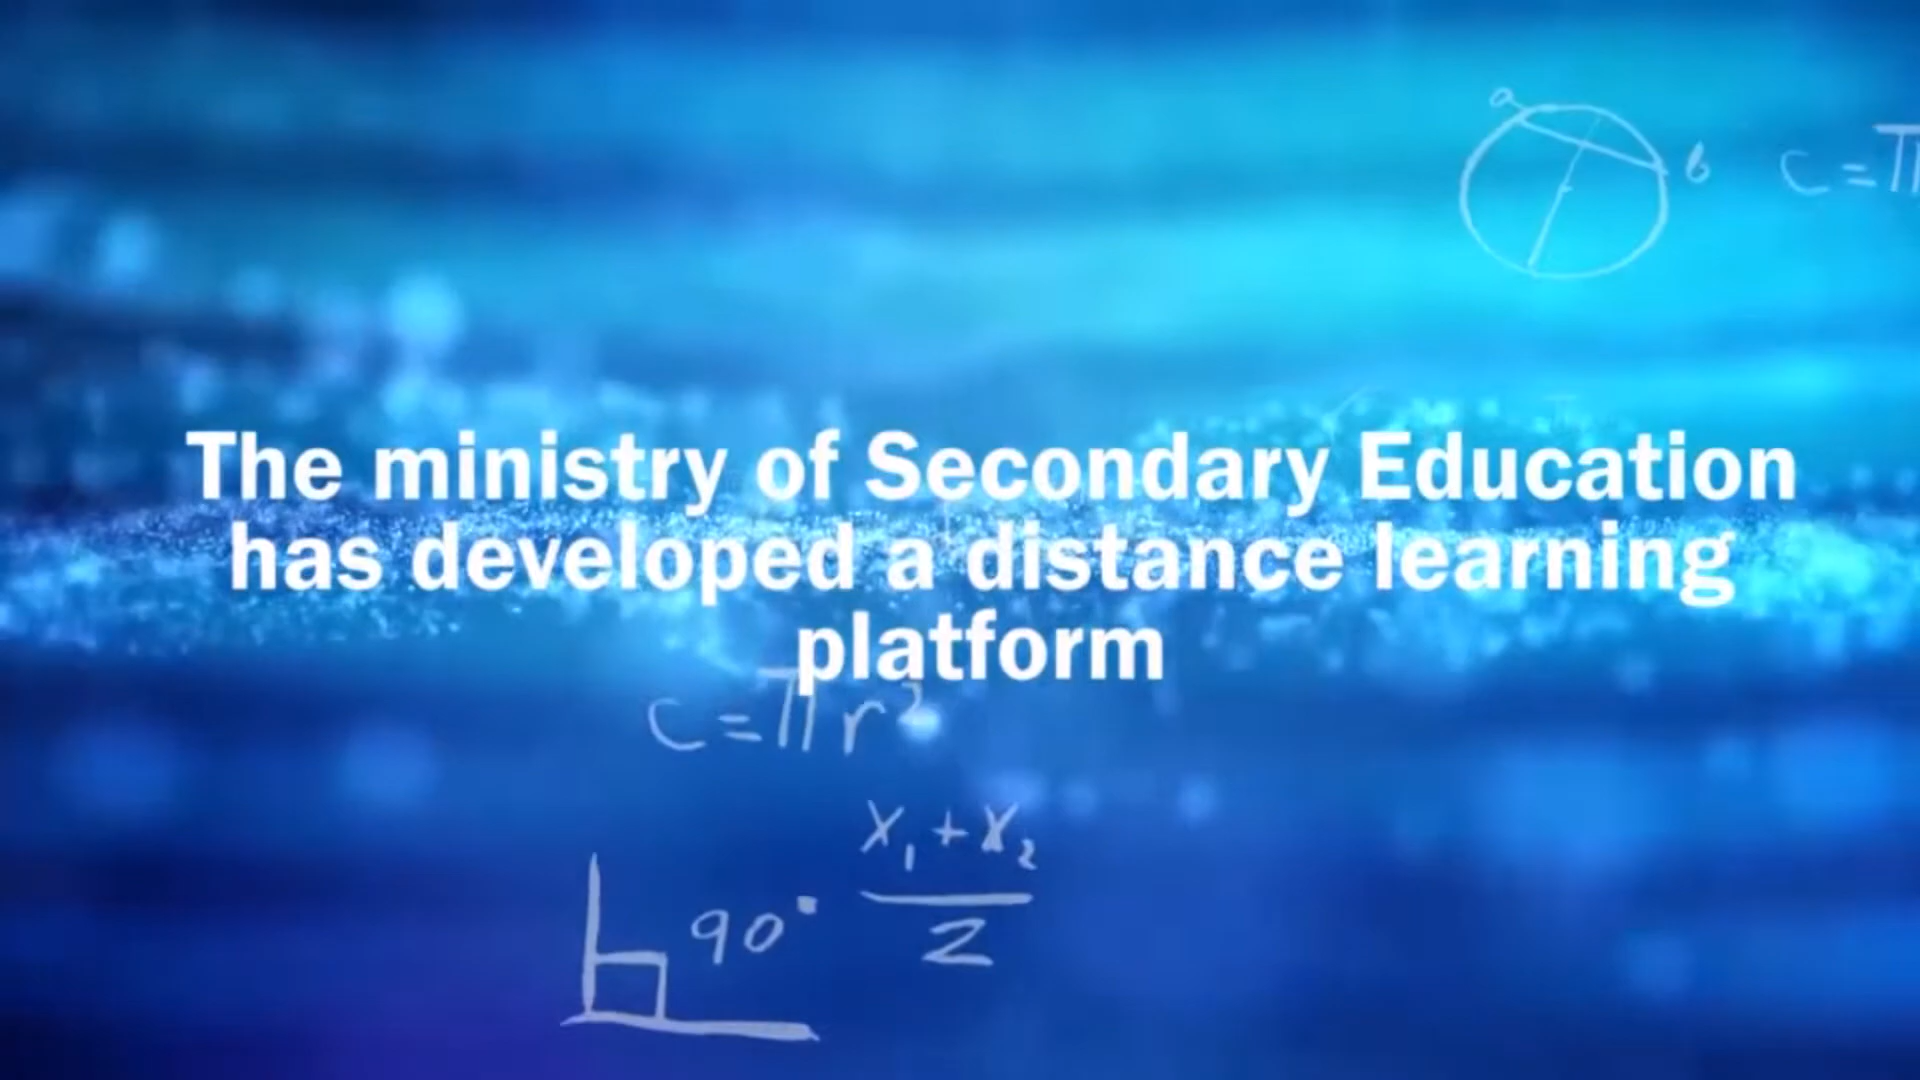 a
b
c=π
The ministry of Secondary Education
has developed a distance learning
platform
c=πr²
x₁+x₂
2
90°